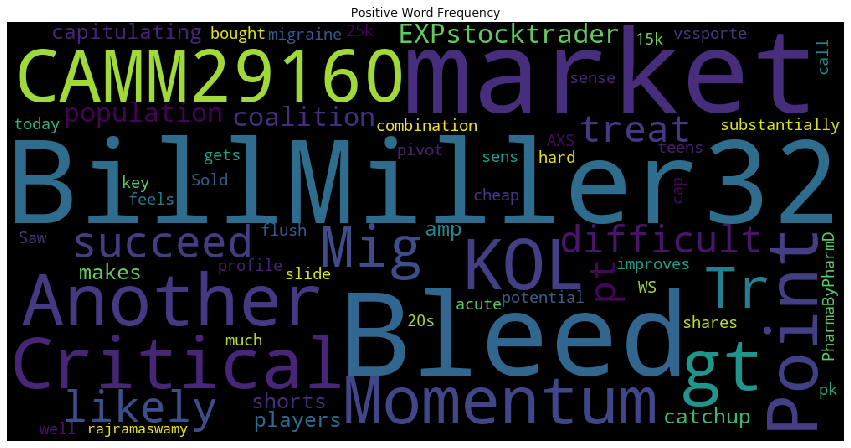 Positive Word Frequency
capitulating bought migraine 25k EXPstocktrader 15k vssporte call
CAMM29160 market sense
population coalition combination treat substantially
today AXS
BillMiller32
gets pivot sens hard teens
key feels Sold cheap cap
Saw succeed flush Mig amp difficult Point
makes profile slide KOL pt improves Tr PharmaByPharmD
Another acute potential WS
Critical much 20s Bleed shares gt
likely shorts Momentum catchup pk
players
well rajramaswamy